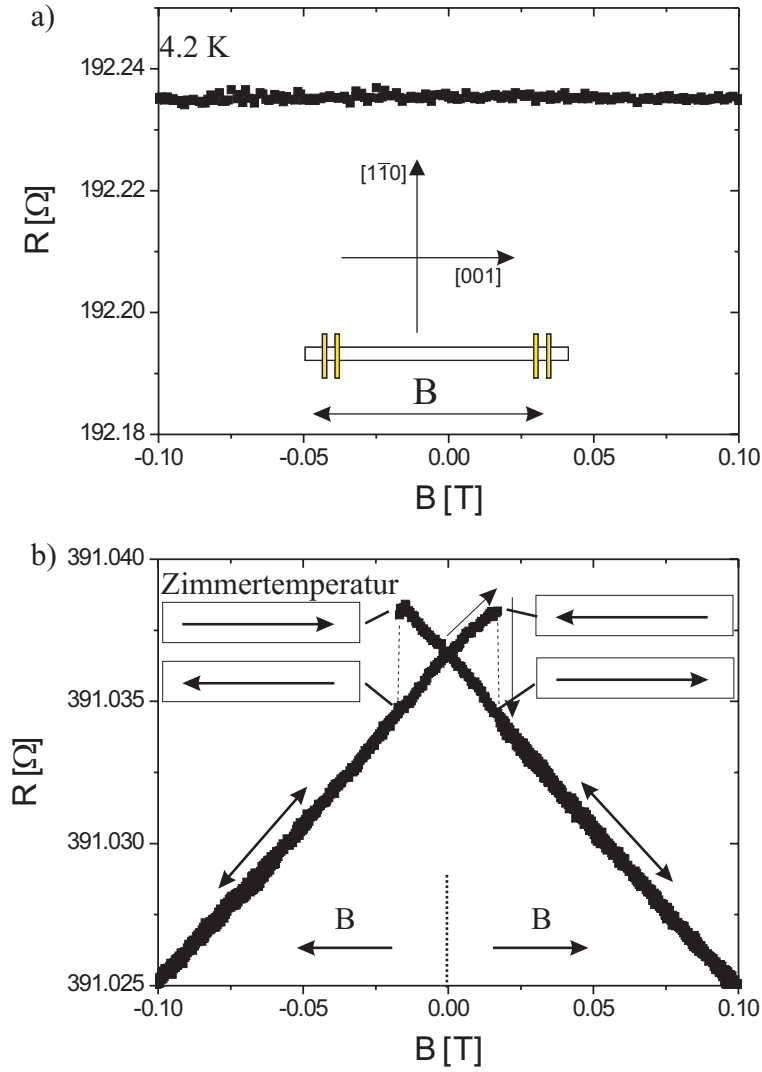 a)
4.2 K
192.24
192.22
192.20
192.18
R [Ω]
[11̅0]
[001]
B
-0.10 -0.05 0.00 0.05 0.10
B [T]
b)
Zimmertemperatur
391.040
391.035
391.030
391.025
R [Ω]
B B
-0.10 -0.05 0.00 0.05 0.10
B [T]